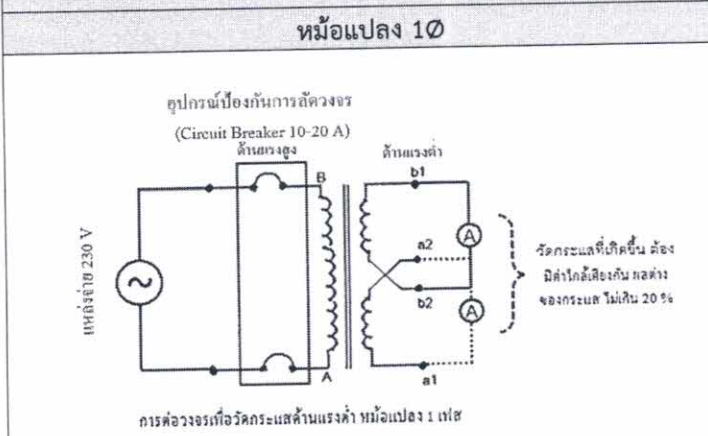 หม้อแปลง 1Ø
อุปกรณ์ป้องกันการลัดวงจร
(Circuit Breaker 10-20 A)
ด้านแรงสูง
ด้านแรงต่ำ
B
b1
A
a2
b2
A
a1
A
แหล่งจ่าย 230 V
วัดกระแสที่เกิดขึ้น ต้อง
มีค่าใกล้เคียงกัน ผลต่าง
ของกระแส ไม่เกิน 20 %
การต่อวงจรเพื่อวัดกระแสด้านแรงต่ำ หม้อแปลง 1 เฟส